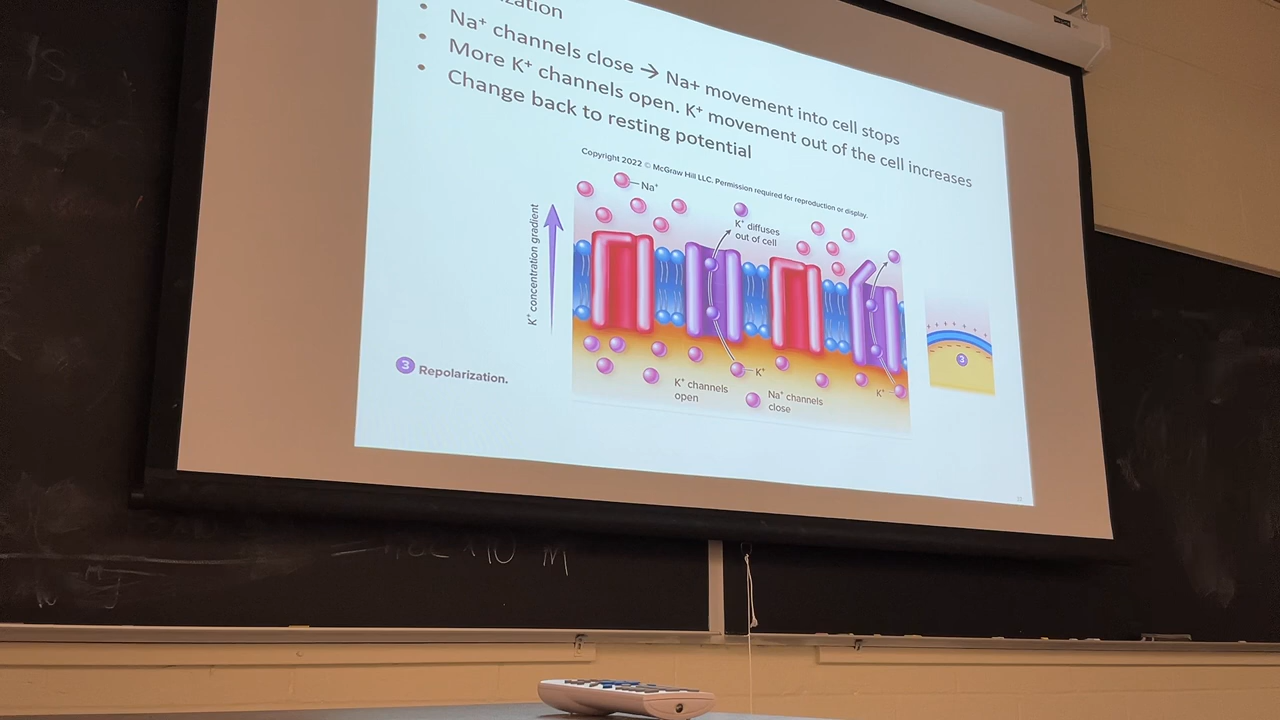 Na⁺ channels close → Na+ movement into cell stops
More K⁺ channels open. K⁺ movement out of the cell increases
Change back to resting potential
Copyright 2022 © McGraw Hill LLC. Permission required for reproduction or display.
Na⁺
K⁺ diffuses
out of cell
K⁺ concentration gradient
3
3 Repolarization.
K⁺
K⁺
K⁺ channels
open
Na⁺ channels
close
M